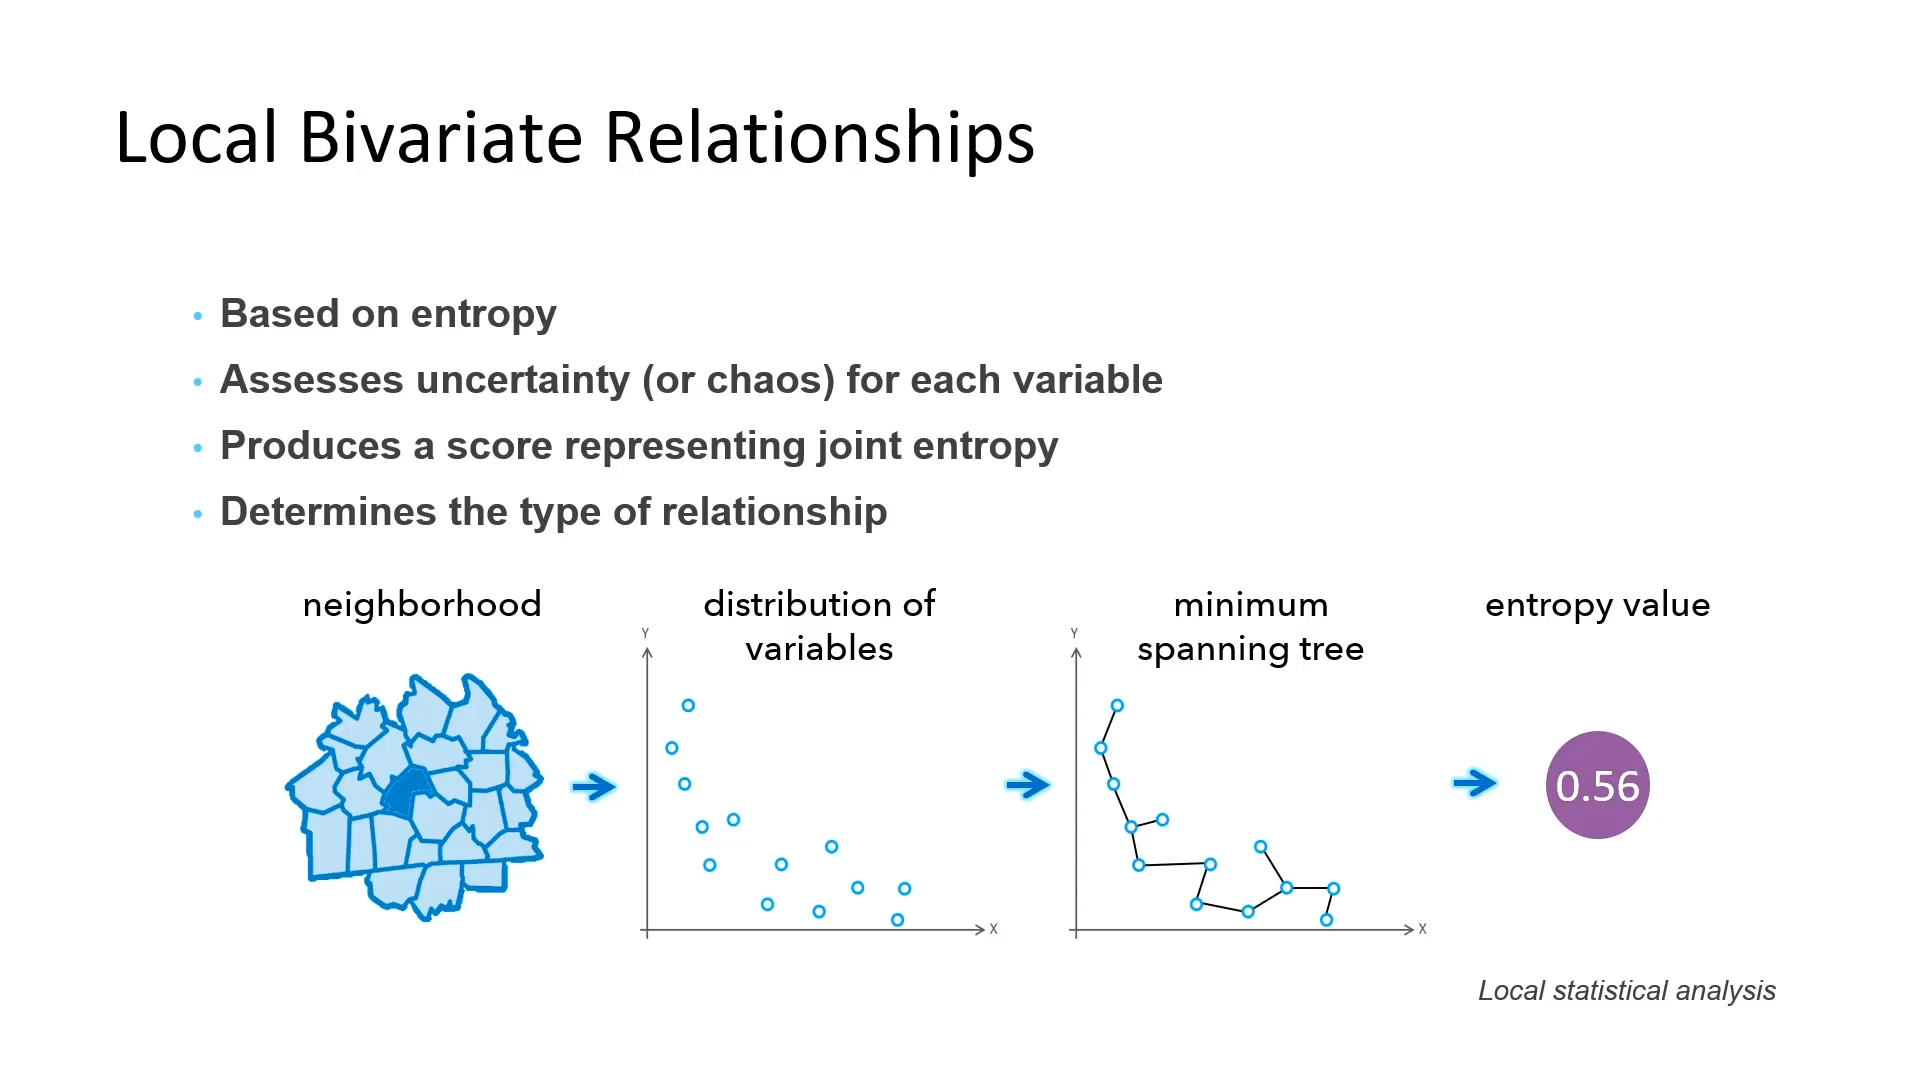 Local Bivariate Relationships
• Based on entropy
• Assesses uncertainty (or chaos) for each variable
• Produces a score representing joint entropy
• Determines the type of relationship
neighborhood
distribution of
variables
Y
X
minimum
spanning tree
Y
X
entropy value
0.56
Local statistical analysis